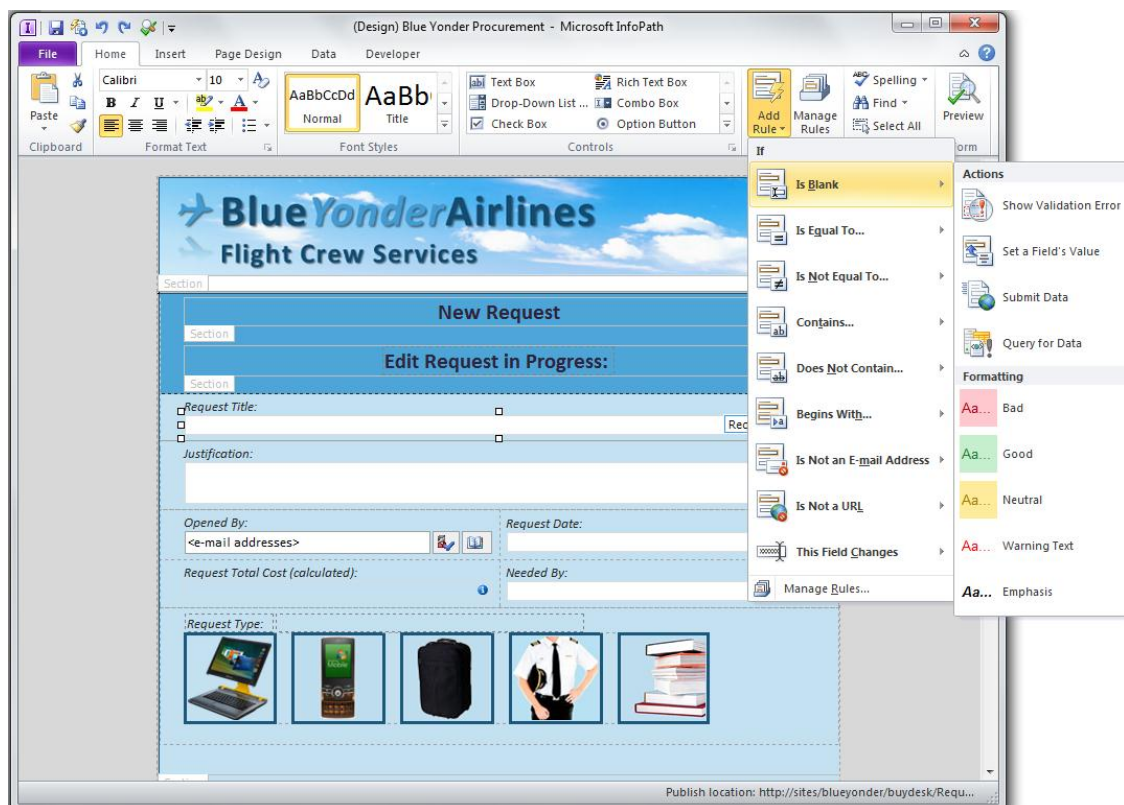 (Design) Blue Yonder Procurement - Microsoft InfoPath
File Home Insert Page Design Data Developer
Paste
Clipboard
Calibri 10
B I U ab A
Format Text
AaBbCcDd AaBb
Normal Title
Font Styles
Text Box Rich Text Box
Drop-Down List ... Combo Box
Check Box Option Button
Controls
Add Rule
Manage Rules
Spelling
Find
Select All
Preview
orm
If
Is Blank
Is Equal To...
Is Not Equal To...
Contains...
Does Not Contain...
Begins With...
Is Not an E-mail Address
Is Not a URL
This Field Changes
Manage Rules...
Actions
Show Validation Error
Set a Field's Value
Submit Data
Query for Data
Formatting
Aa... Bad
Aa... Good
Aa... Neutral
Aa... Warning Text
Aa... Emphasis
BlueYonderAirlines
Flight Crew Services
Section
New Request
Section
Edit Request in Progress:
Section
Request Title:
Rec
Justification:
Opened By: Request Date:
<e-mail addresses>
Request Total Cost (calculated): Needed By:
Request Type:
Publish location: http://sites/blueyonder/buydesk/Requ...